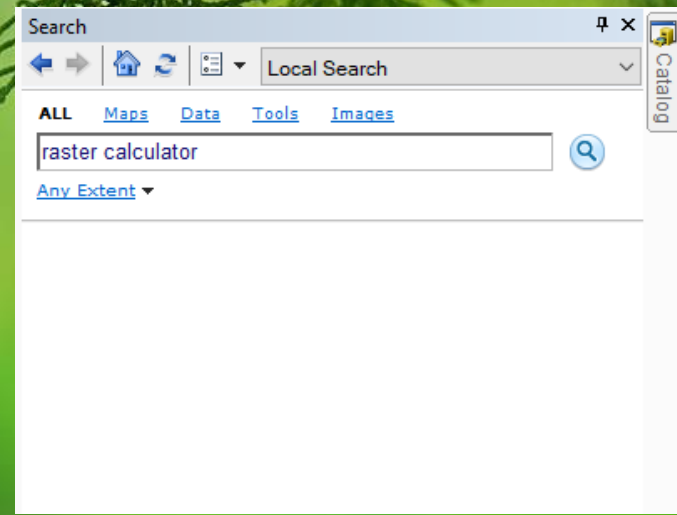 Search
Local Search
ALL Maps Data Tools Images
raster calculator
Any Extent
Catalog